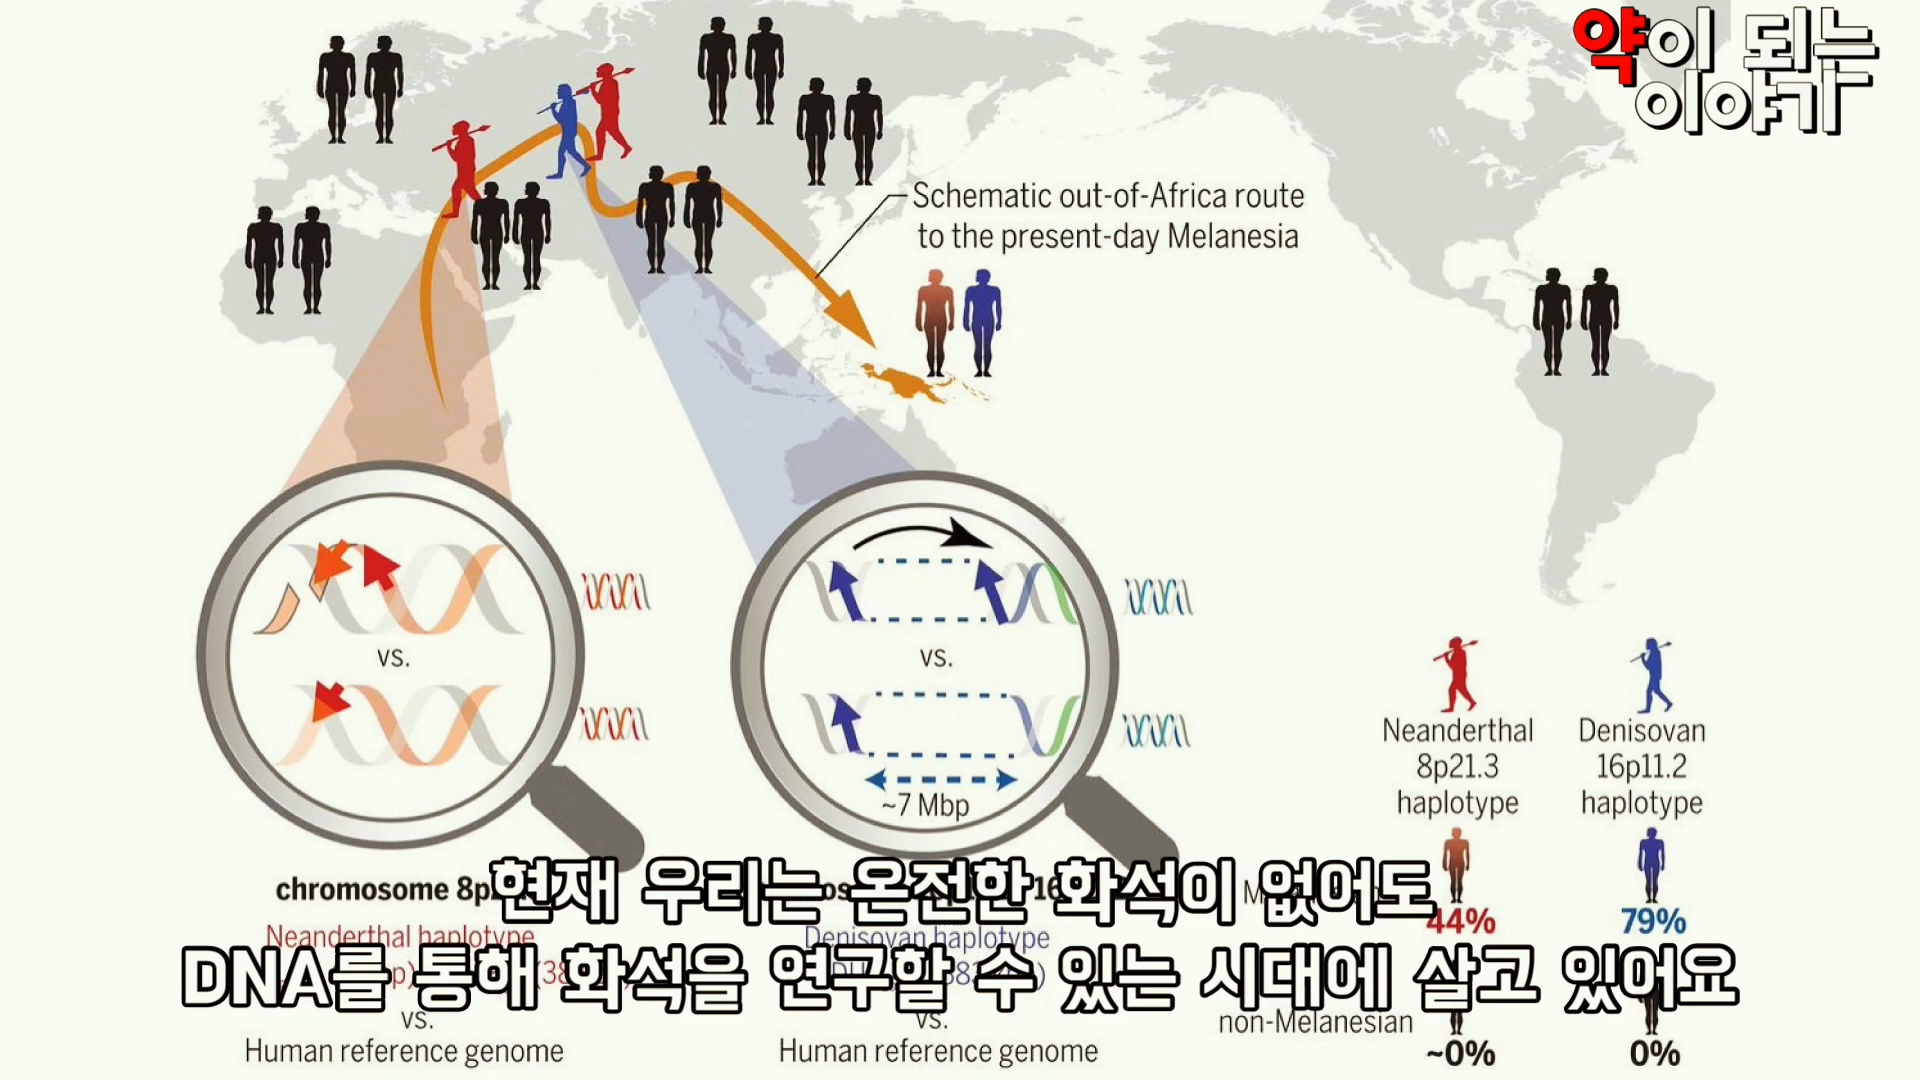 약이 되는
이야기
Schematic out-of-Africa route
to the present-day Melanesia
vs.
vs.
~7 Mbp
Neanderthal
8p21.3
haplotype
Denisovan
16p11.2
haplotype
chromosome
현재 우리는 온전한 화석이 없어도
44%
79%
Neanderthal haplotype
Denisovan haplotype
DNA를 통해 화석을 연구할 수 있는 시대에 살고 있어요
vs.
Human reference genome
vs.
Human reference genome
non-Melanesian
~0%
0%